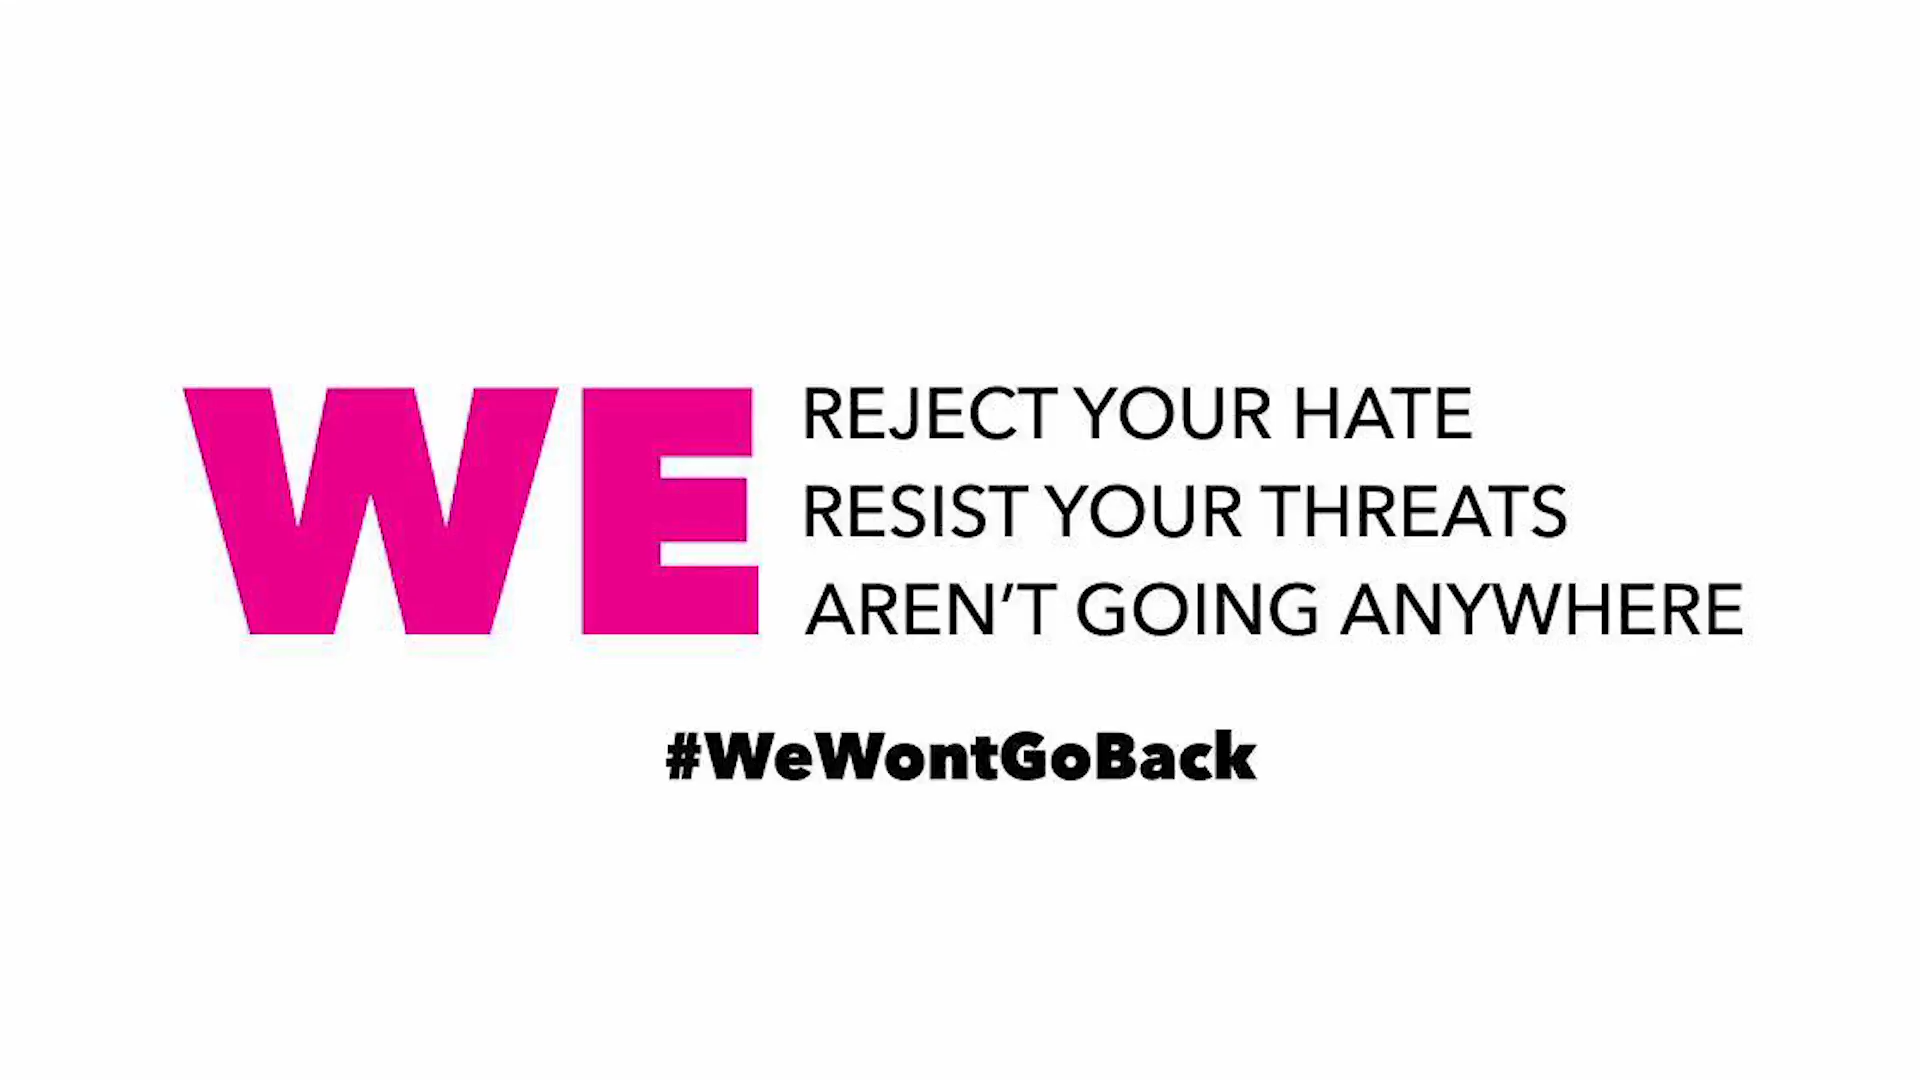 WE
REJECT YOUR HATE
RESIST YOUR THREATS
AREN’T GOING ANYWHERE
#WeWontGoBack